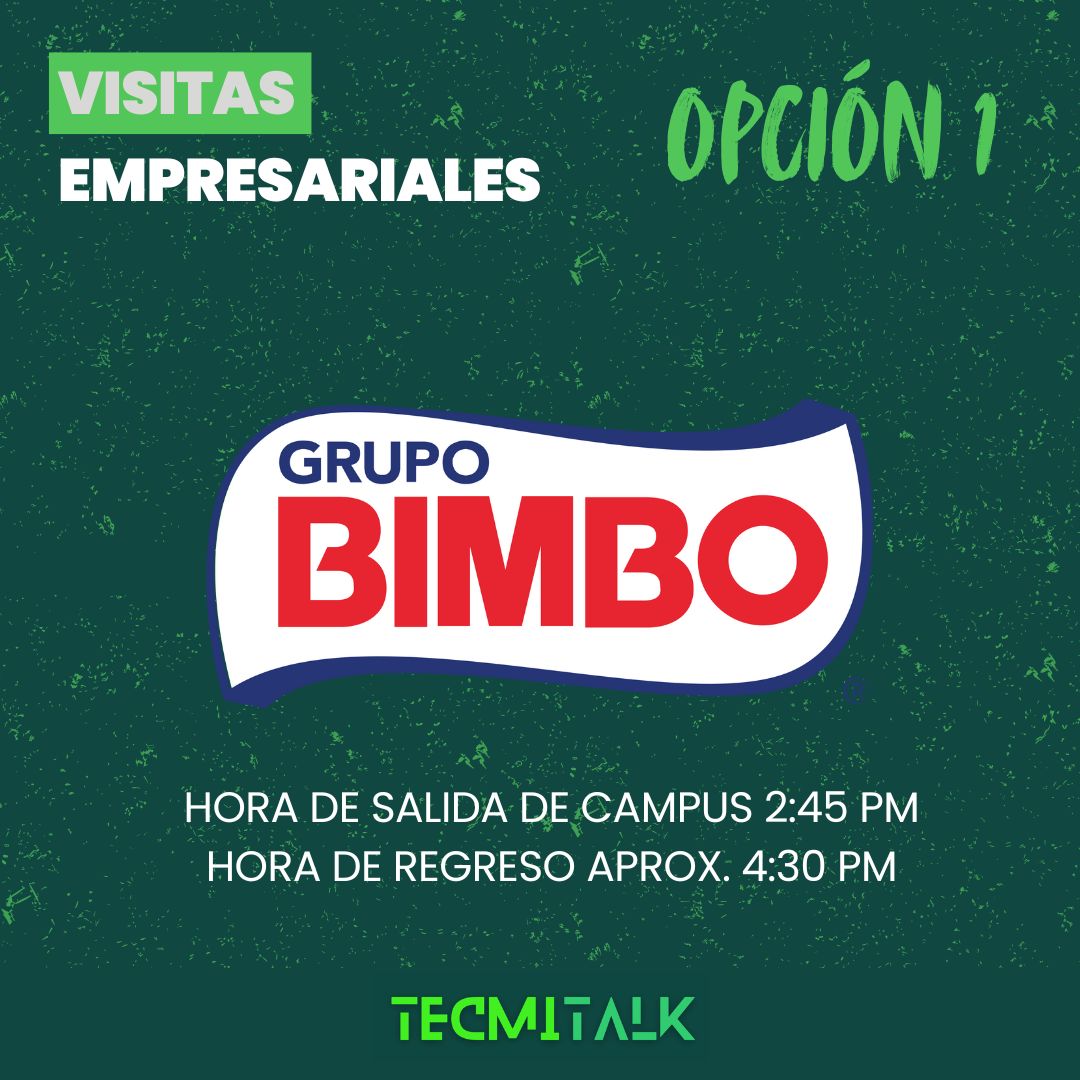 VISITAS
EMPRESARIALES
OPCIÓN 1
GRUPO
BIMBO
®
HORA DE SALIDA DE CAMPUS 2:45 PM
HORA DE REGRESO APROX. 4:30 PM
TECMITALK